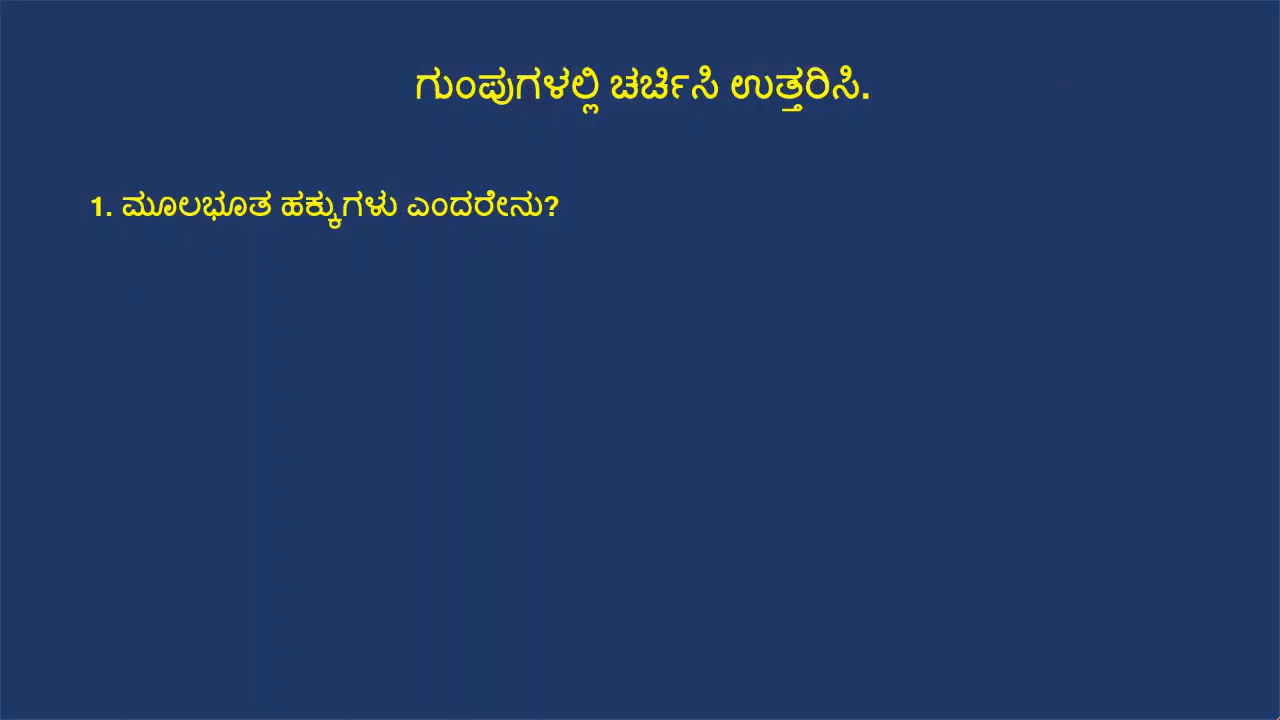 ಗುಂಪುಗಳಲ್ಲಿ ಚರ್ಚಿಸಿ ಉತ್ತರಿಸಿ.
1. ಮೂಲಭೂತ ಹಕ್ಕುಗಳು ಎಂದರೇನು?